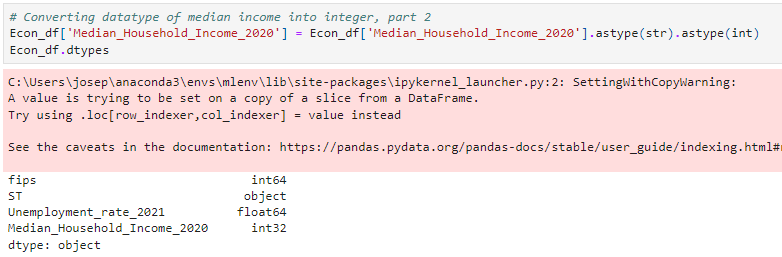 # Converting datatype of median income into integer, part 2
Econ_df['Median_Household_Income_2020'] = Econ_df['Median_Household_Income_2020'].astype(str).astype(int)
Econ_df.dtypes
C:\Users\josep\anaconda3\envs\mlenv\lib\site-packages\ipykernel_launcher.py:2: SettingWithCopyWarning:
A value is trying to be set on a copy of a slice from a DataFrame.
Try using .loc[row_indexer,col_indexer] = value instead
See the caveats in the documentation: https://pandas.pydata.org/pandas-docs/stable/user_guide/indexing.html#
fips int64
ST object
Unemployment_rate_2021 float64
Median_Household_Income_2020 int32
dtype: object